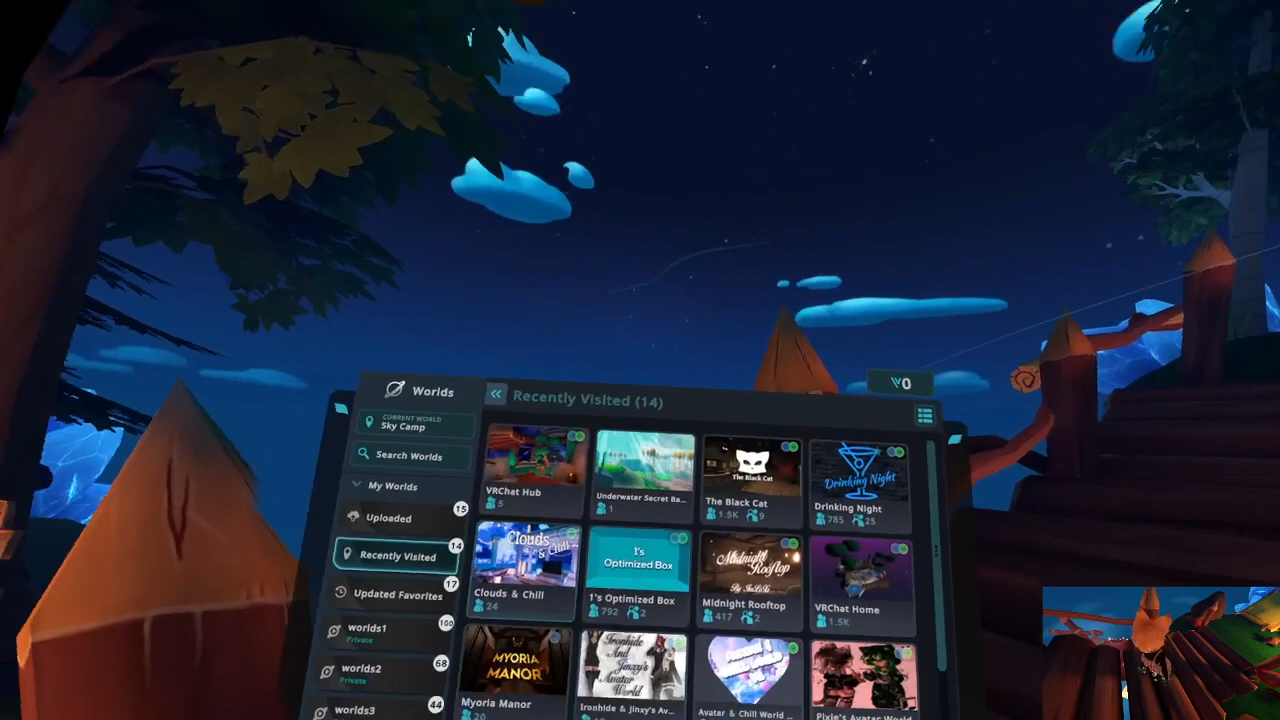 Worlds
CURRENT WORLD
Sky Camp
Search Worlds
My Worlds
Uploaded
15
Recently Visited
14
Updated Favorites
17
worlds1
Private
100
worlds2
Private
68
worlds3
44
Recently Visited (14)
V0
VRChat Hub
5
Underwater Secret Ba...
1
The Black Cat
The Black Cat
1.5K 9
Drinking Night
Drinking Night
785 25
Clouds & Chill
Clouds & Chill
24
1's
Optimized Box
1's Optimized Box
792 2
Midnight
Rooftop
Midnight Rooftop
417 2
VRChat Home
1.5K
MYORIA
MANOR
Myoria Manor
20
Ironhide
And
Jinxy's
Avatar
World
Ironhide & Jinxy's Av...
Avatar & Chill World ...
Pixie's Avatar World